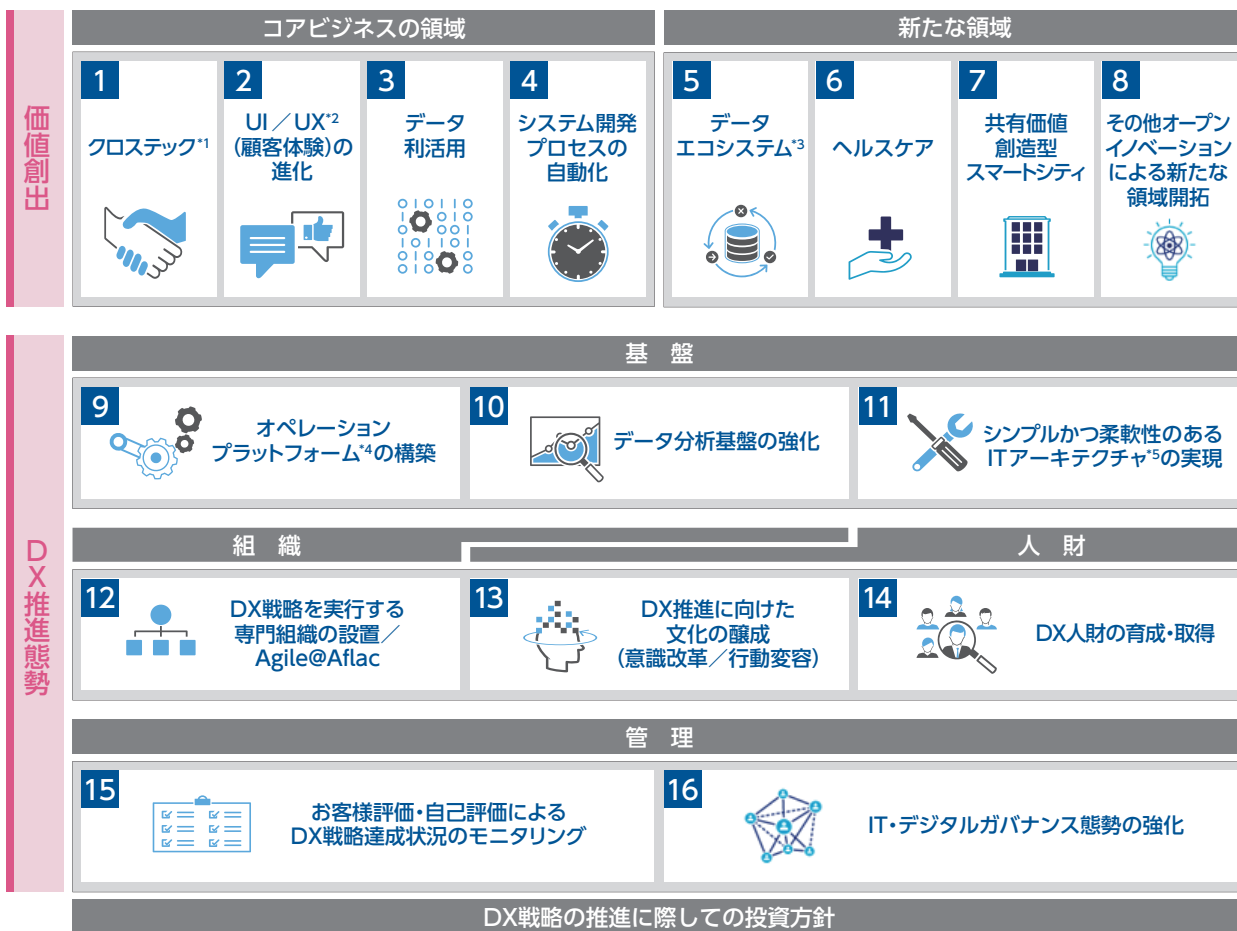 価値創出
コアビジネスの領域
1
クロステック*1
2
UI／UX*2
(顧客体験)の
進化
3
データ
利活用
4
システム開発
プロセスの
自動化
新たな領域
5
データ
エコシステム*3
6
ヘルスケア
7
共有価値
創造型
スマートシティ
8
その他オープン
イノベーション
による新たな
領域開拓
DX推進態勢
基 盤
9
オペレーション
プラットフォーム*4の構築
10
データ分析基盤の強化
11
シンプルかつ柔軟性のある
ITアーキテクチャ*5の実現
組 織
人 財
12
DX戦略を実行する
専門組織の設置／
Agile@Aflac
13
DX推進に向けた
文化の醸成
(意識改革／行動変容)
14
DX人財の育成・取得
管 理
15
お客様評価・自己評価による
DX戦略達成状況のモニタリング
16
IT・デジタルガバナンス態勢の強化
DX戦略の推進に際しての投資方針